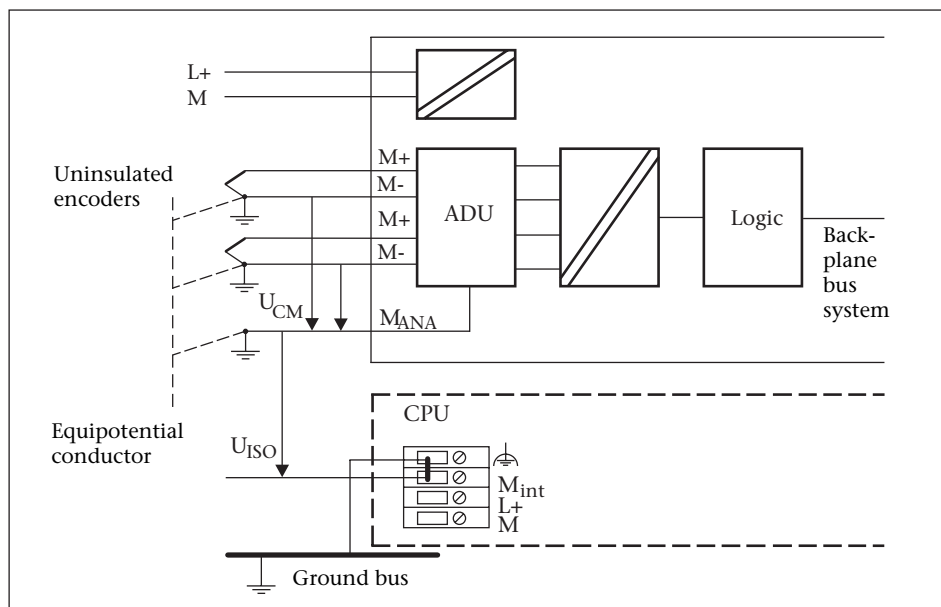 L+
M
Uninsulated
encoders
M+
M-
M+
M-
ADU
Logic
Back-
plane
bus
system
UCM
MANA
Equipotential
conductor
UISO
CPU
Mint
L+
M
Ground bus